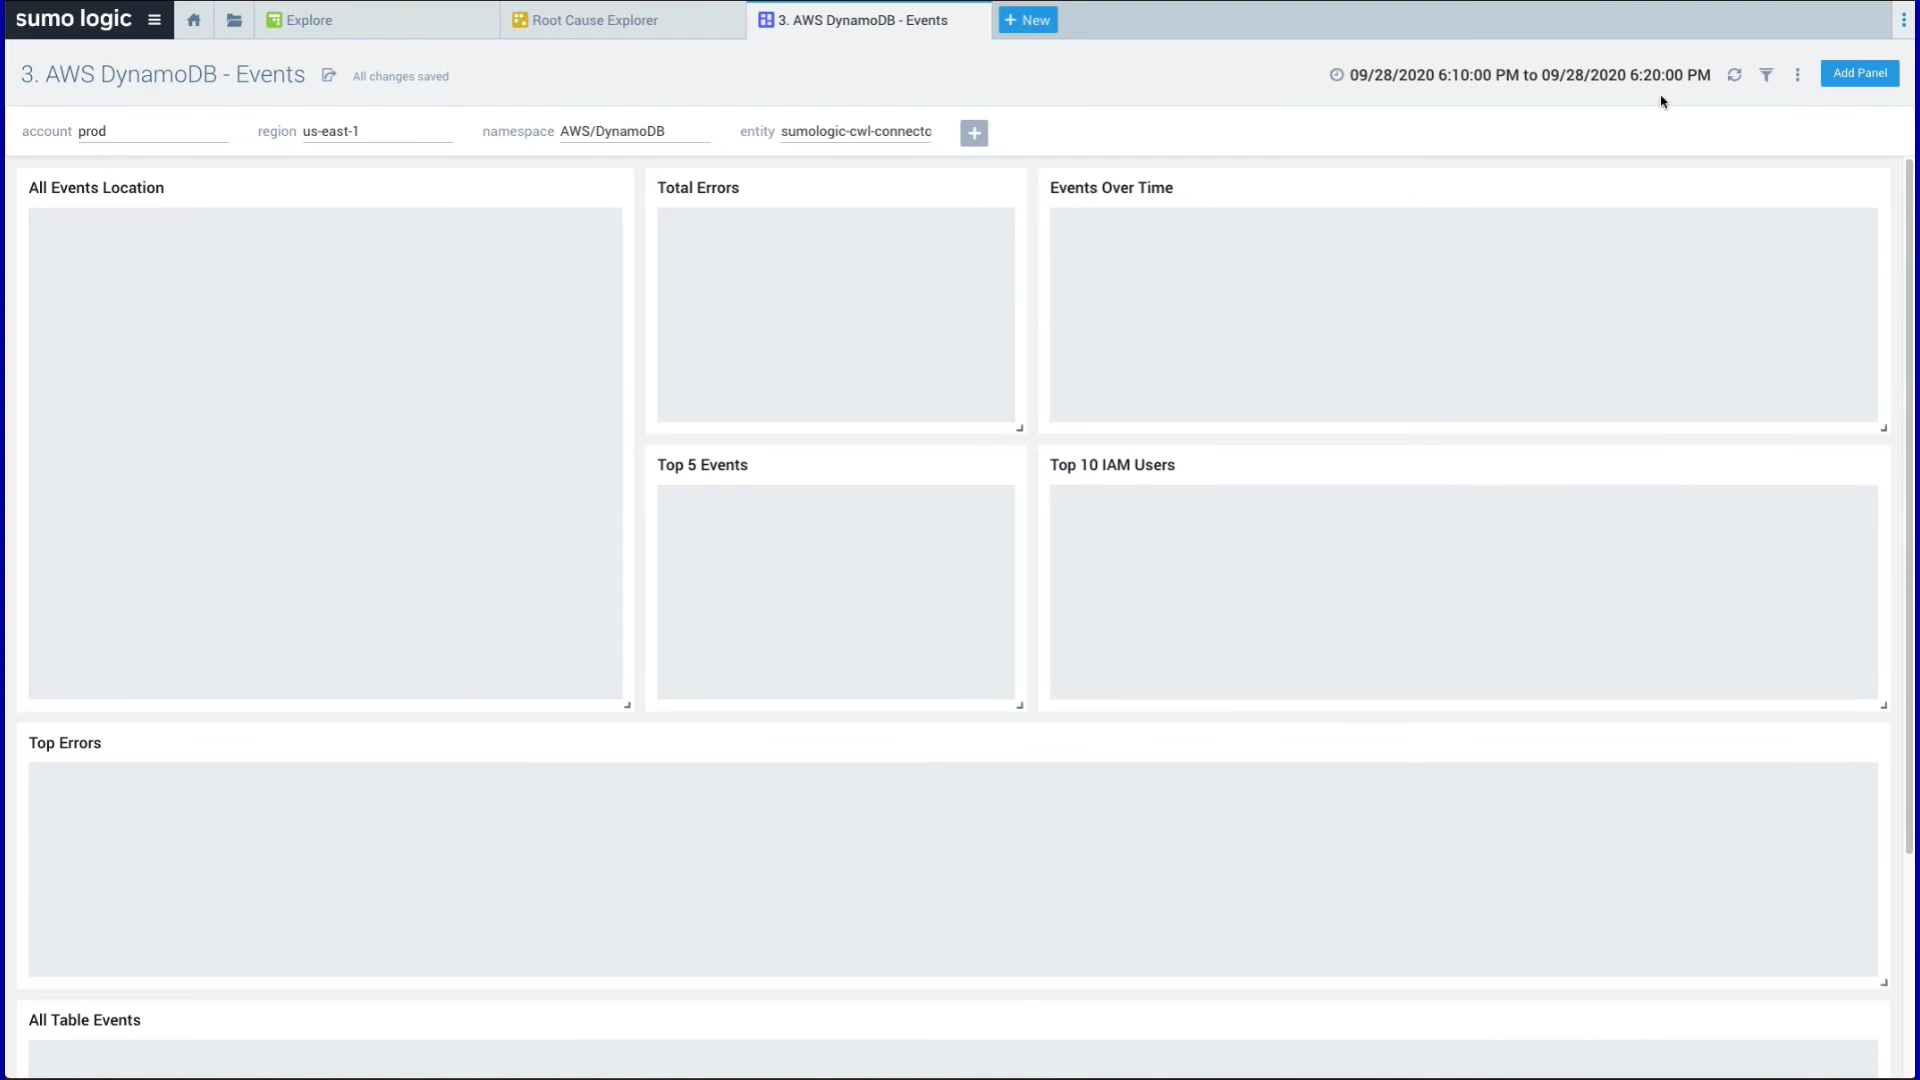 sumo logic
Explore
Root Cause Explorer
3. AWS DynamoDB - Events
+ New
3. AWS DynamoDB - Events
All changes saved
09/28/2020 6:10:00 PM to 09/28/2020 6:20:00 PM
Add Panel
account prod
region us-east-1
namespace AWS/DynamoDB
entity sumologic-cwl-connecto
All Events Location
Total Errors
Events Over Time
Top 5 Events
Top 10 IAM Users
Top Errors
All Table Events